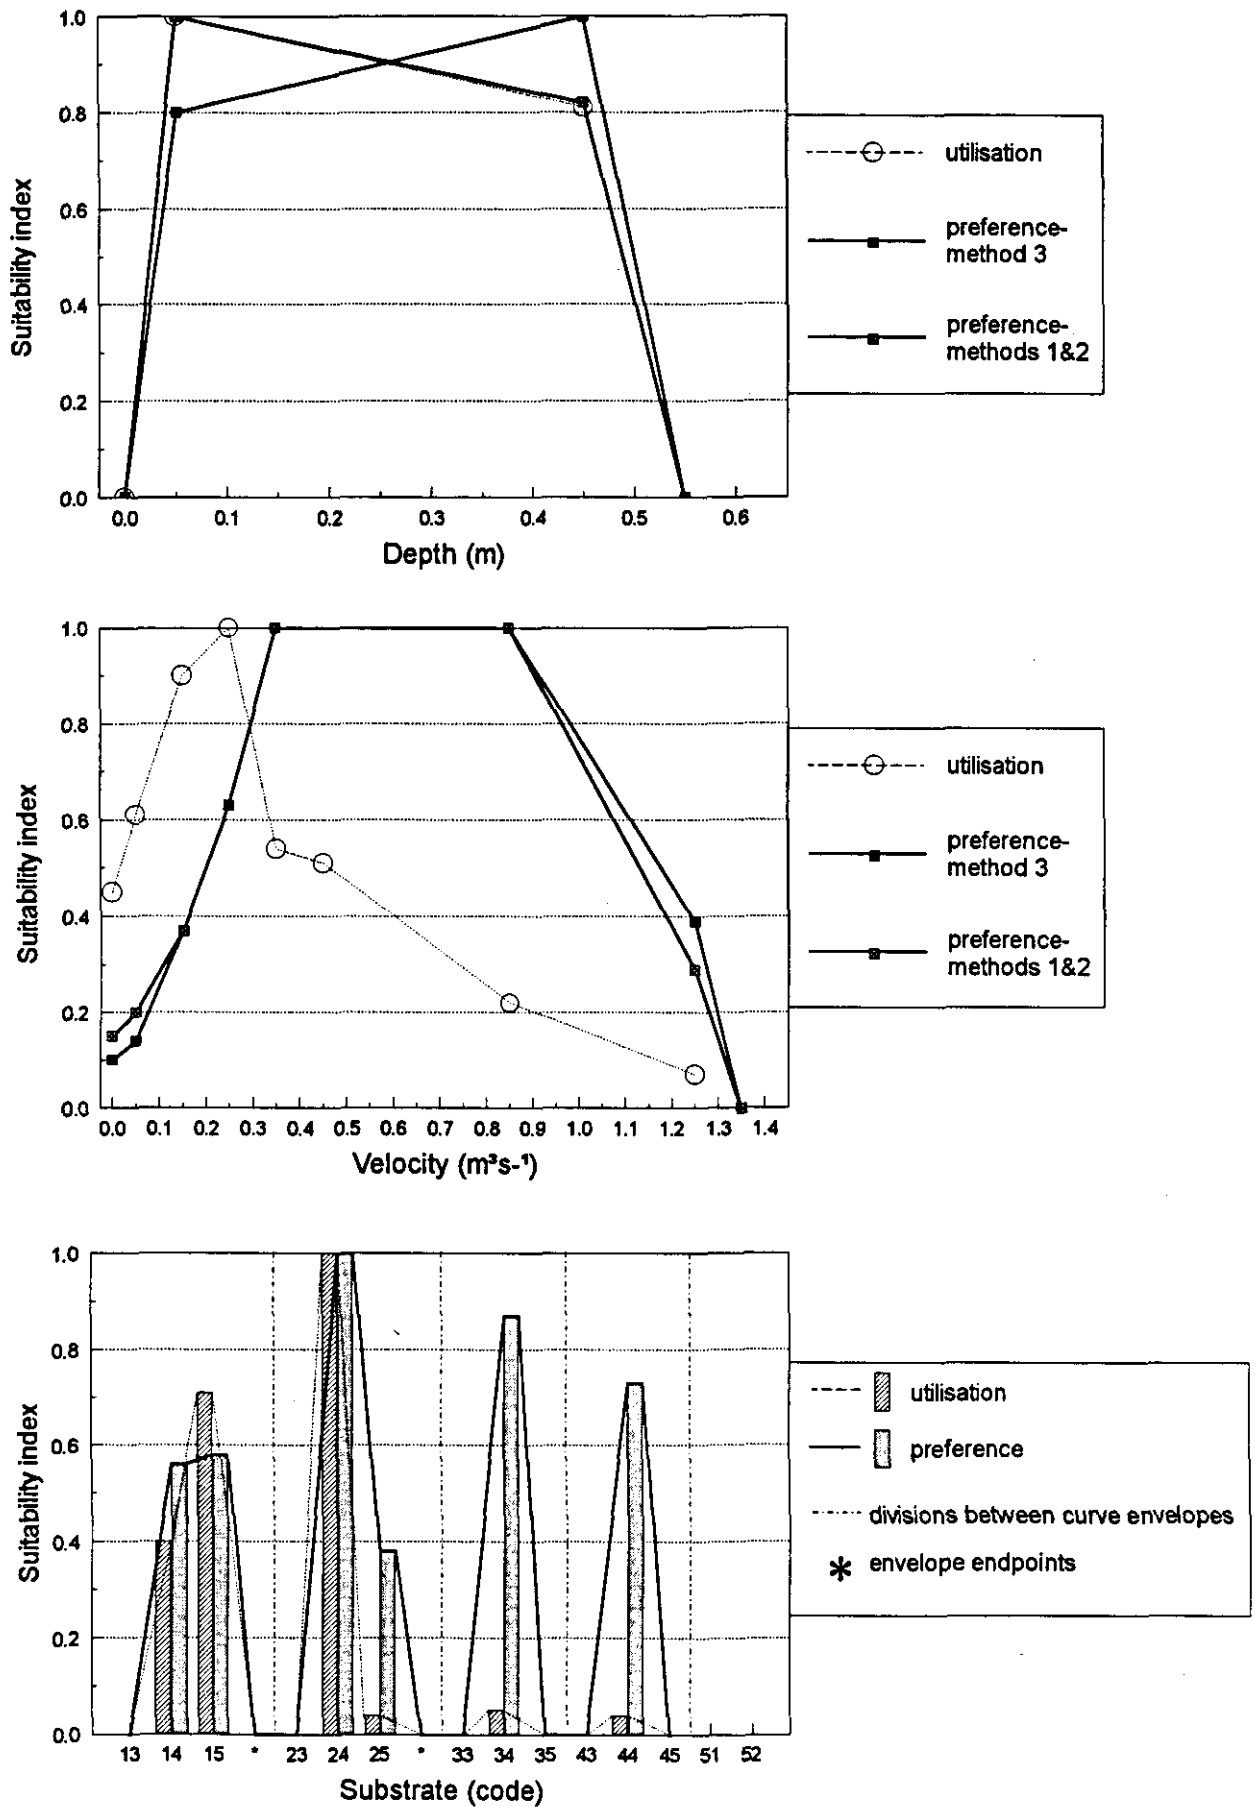 1.0
0.8
0.6
0.4
0.2
0.0
Suitability index
0.0 0.1 0.2 0.3 0.4 0.5 0.6
Depth (m)
utilisation
preference-
method 3
preference-
methods 1&2
1.0
0.8
0.6
0.4
0.2
0.0
Suitability index
0.0 0.1 0.2 0.3 0.4 0.5 0.6 0.7 0.8 0.9 1.0 1.1 1.2 1.3 1.4
Velocity (m³s-¹)
utilisation
preference-
method 3
preference-
methods 1&2
1.0
0.8
0.6
0.4
0.2
0.0
Suitability index
13 14 15 * 23 24 25 * 33 34 35 43 44 45 51 52
Substrate (code)
utilisation
preference
divisions between curve envelopes
* envelope endpoints